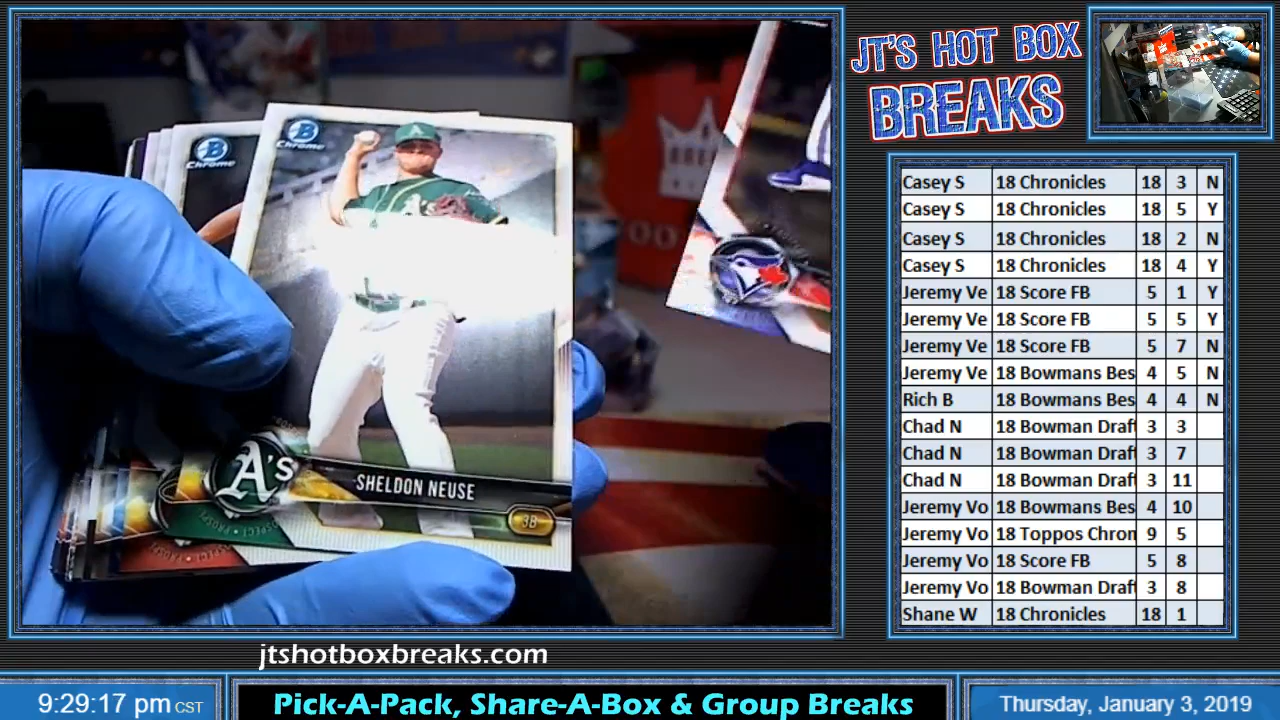 JT'S HOT BOX
BREAKS
B
Chrome
B
Chrome
A
A's
SHELDON NEUSE
3B
Casey S 18 Chronicles 18 3 N
Casey S 18 Chronicles 18 5 Y
Casey S 18 Chronicles 18 2 N
Casey S 18 Chronicles 18 4 Y
Jeremy Ve 18 Score FB 5 1 Y
Jeremy Ve 18 Score FB 5 5 Y
Jeremy Ve 18 Score FB 5 7 N
Jeremy Ve 18 Bowmans Bes 4 5 N
Rich B 18 Bowmans Bes 4 4 N
Chad N 18 Bowman Draft 3 3
Chad N 18 Bowman Draft 3 7
Chad N 18 Bowman Draft 3 11
Jeremy Vo 18 Bowmans Bes 4 10
Jeremy Vo 18 Toppos Chron 9 5
Jeremy Vo 18 Score FB 5 8
Jeremy Vo 18 Bowman Draft 3 8
Shane W 18 Chronicles 18 1
jtshotboxbreaks.com
9:29:17 pm CST
Pick-A-Pack, Share-A-Box & Group Breaks
Thursday, January 3, 2019